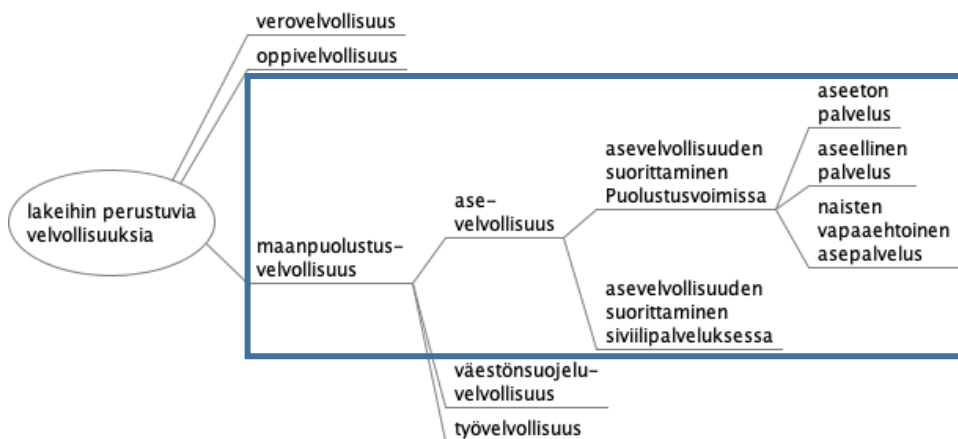 verovelvollisuus
oppivelvollisuus
lakeihin perustuvia
velvollisuuksia
maanpuolustus-
velvollisuus
ase-
velvollisuus
asevelvollisuuden
suorittaminen
Puolustusvoimissa
aseeton
palvelus
aseellinen
palvelus
naisten
vapaaehtoinen
asepalvelus
asevelvollisuuden
suorittaminen
siviilipalveluksessa
väestönsuojelu-
velvollisuus
työvelvollisuus